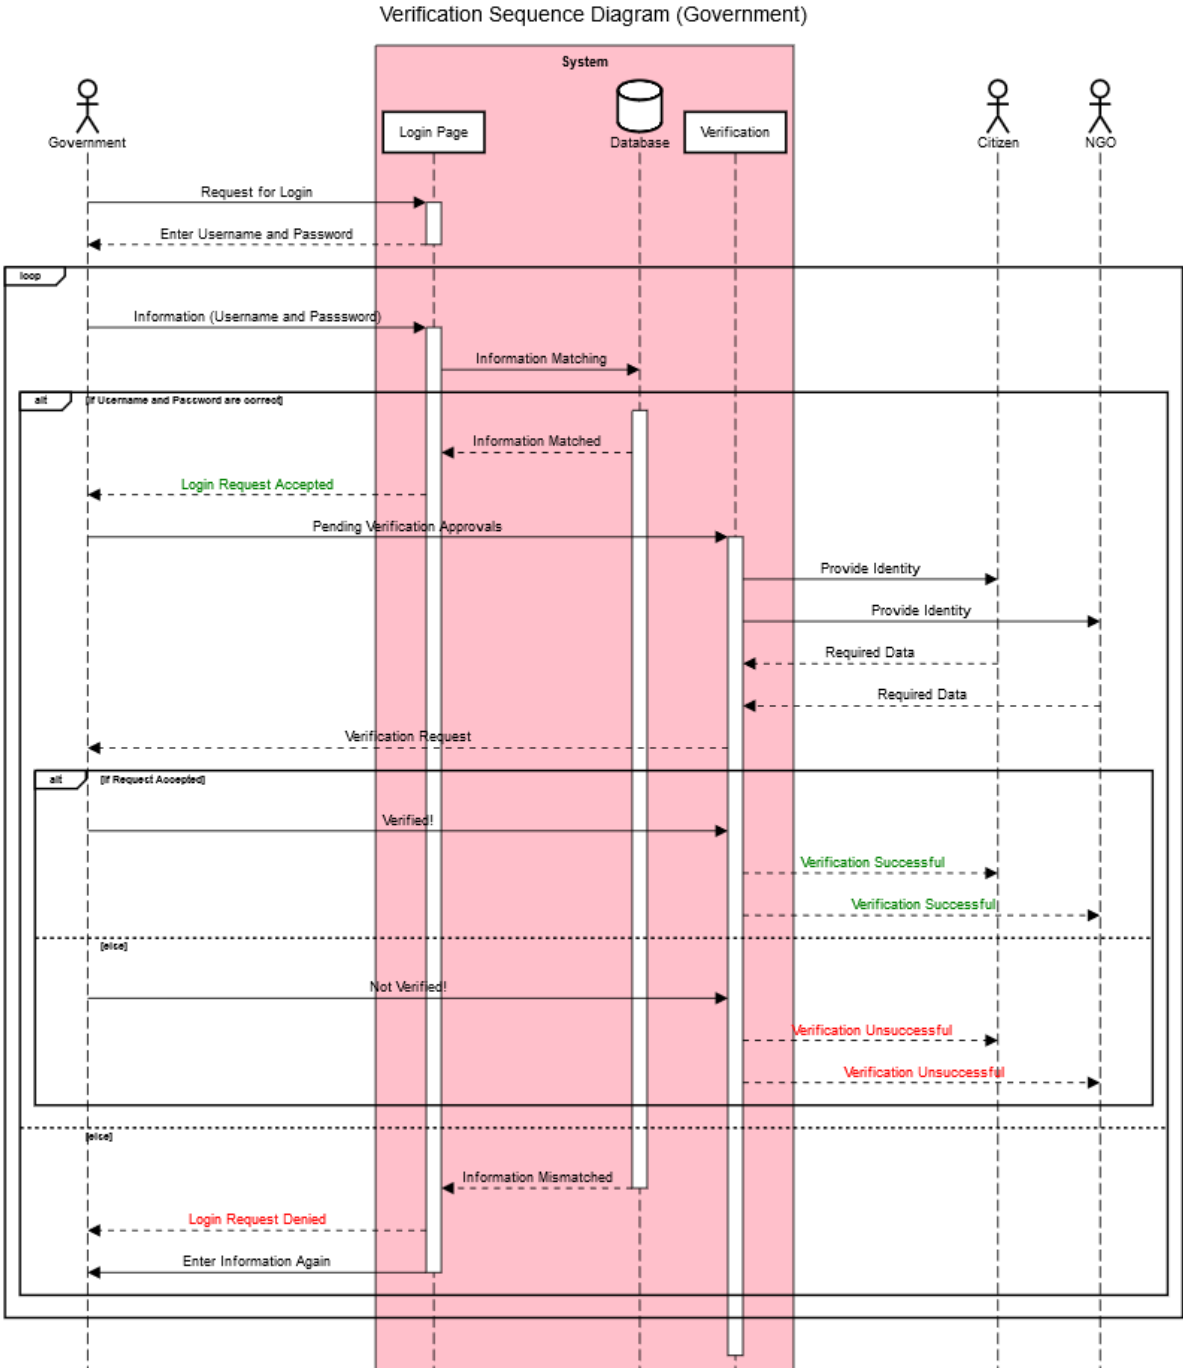 Verification Sequence Diagram (Government)
System
Government
Login Page
Database
Verification
Citizen
NGO
Request for Login
Enter Username and Password
loop
Information (Username and Passsword)
Information Matching
alt
[if Username and Password are correct]
Information Matched
Login Request Accepted
Pending Verification Approvals
Provide Identity
Provide Identity
Required Data
Required Data
Verification Request
alt
[If Request Accepted]
Verified!
Verification Successful
Verification Successful
[else]
Not Verified!
Verification Unsuccessful
Verification Unsuccessful
[else]
Information Mismatched
Login Request Denied
Enter Information Again